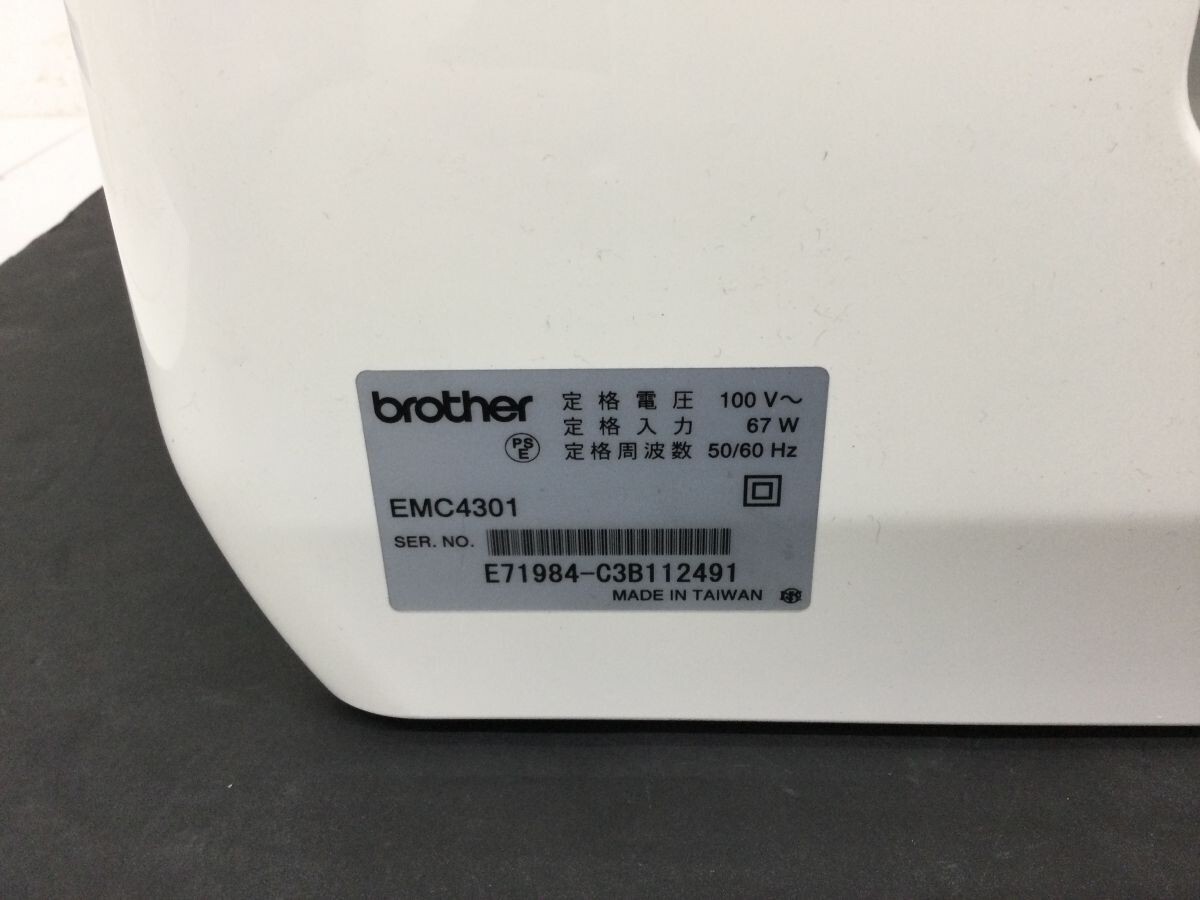 brother
定格電圧 100 V～
定格入力 67 W
PSE
定格周波数 50/60 Hz
EMC4301
SER. NO.
E71984-C3B112491
MADE IN TAIWAN